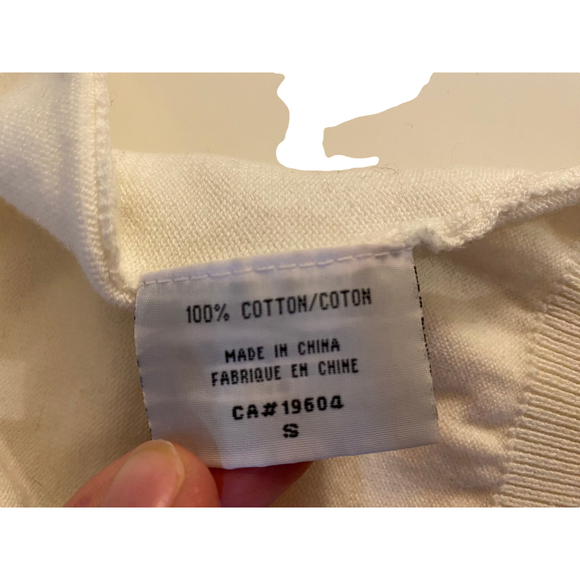 100% COTTON/COTON
MADE IN CHINA
FABRIQUE EN CHINE
CA#19604
S